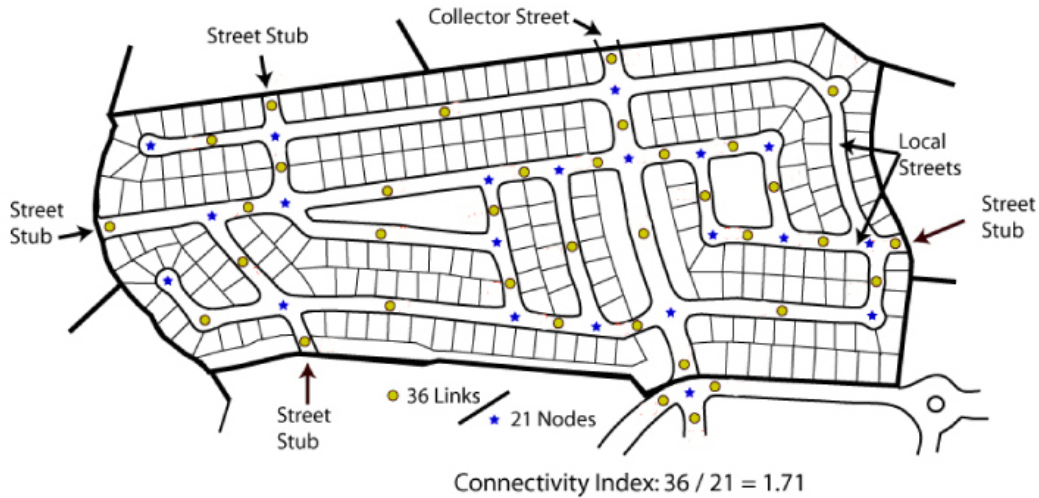 Collector Street
Street Stub
Local
Streets
Street
Stub
Street
Stub
36 Links
21 Nodes
Street
Stub
Connectivity Index: 36 / 21 = 1.71